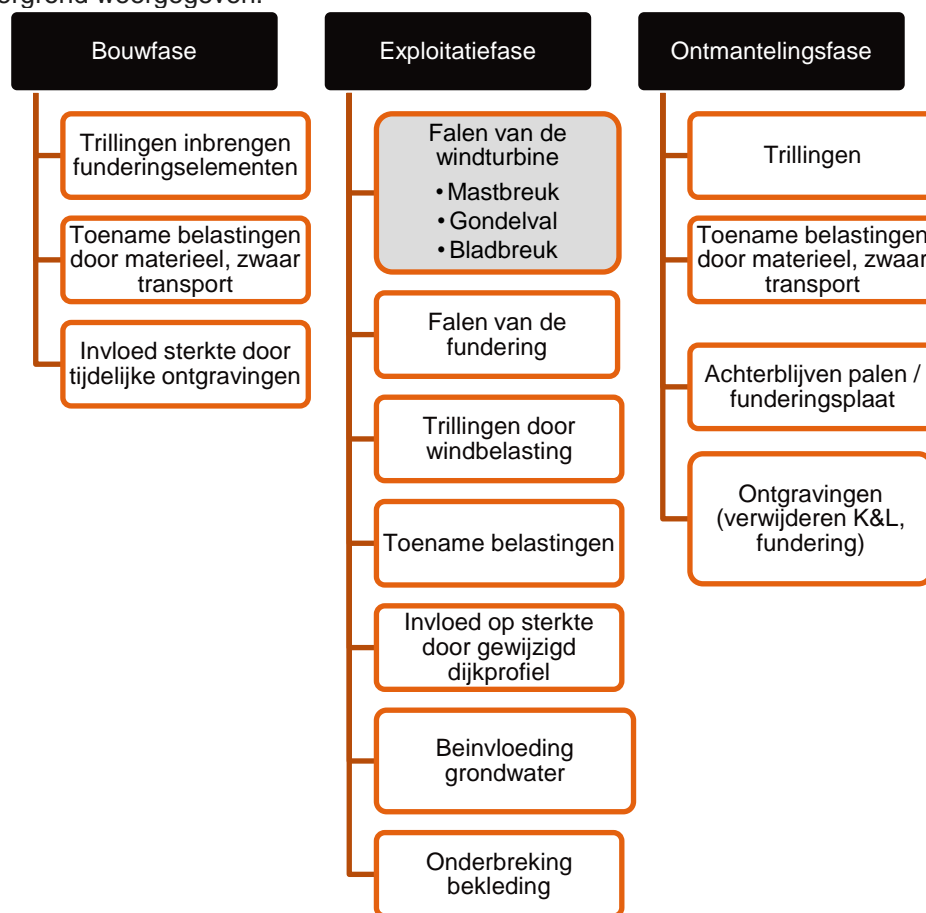 Bouwfase
Trillingen inbrengen
funderingselementen
Toename belastingen
door materieel, zwaar
transport
Invloed sterkte door
tijdelijke ontgravingen
Exploitatiefase
Falen van de
windturbine
• Mastbreuk
• Gondelval
• Bladbreuk
Falen van de
fundering
Trillingen door
windbelasting
Toename belastingen
Invloed op sterkte
door gewijzigd
dijkprofiel
Beinvloeding
grondwater
Onderbreking
bekleding
Ontmantelingsfase
Trillingen
Toename belastingen
door materieel, zwaar
transport
Achterblijven palen /
funderingsplaat
Ontgravingen
(verwijderen K&L,
fundering)